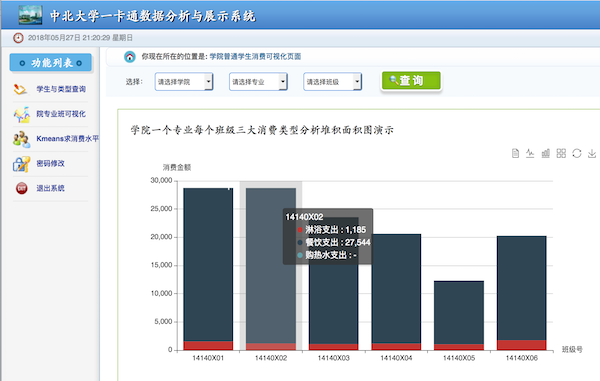 中北大学一卡通数据分析与展示系统
2018年05月27日 21:20:29 星期日
功能列表
学生与类型查询
院专业班可视化
Kmeans求消费水平
密码修改
EXIT
退出系统
你现在所在的位置是: 学院普通学生消费可视化页面
选择: 请选择学院 请选择专业 请选择班级 查询
学院一个专业每个班级三大消费类型分析堆积面积图演示
消费金额
30,000
25,000
20,000
15,000
10,000
5,000
0
14140X02
淋浴支出 : 1,185
餐饮支出 : 27,544
购热水支出 : -
14140X01 14140X02 14140X03 14140X04 14140X05 14140X06
班级号